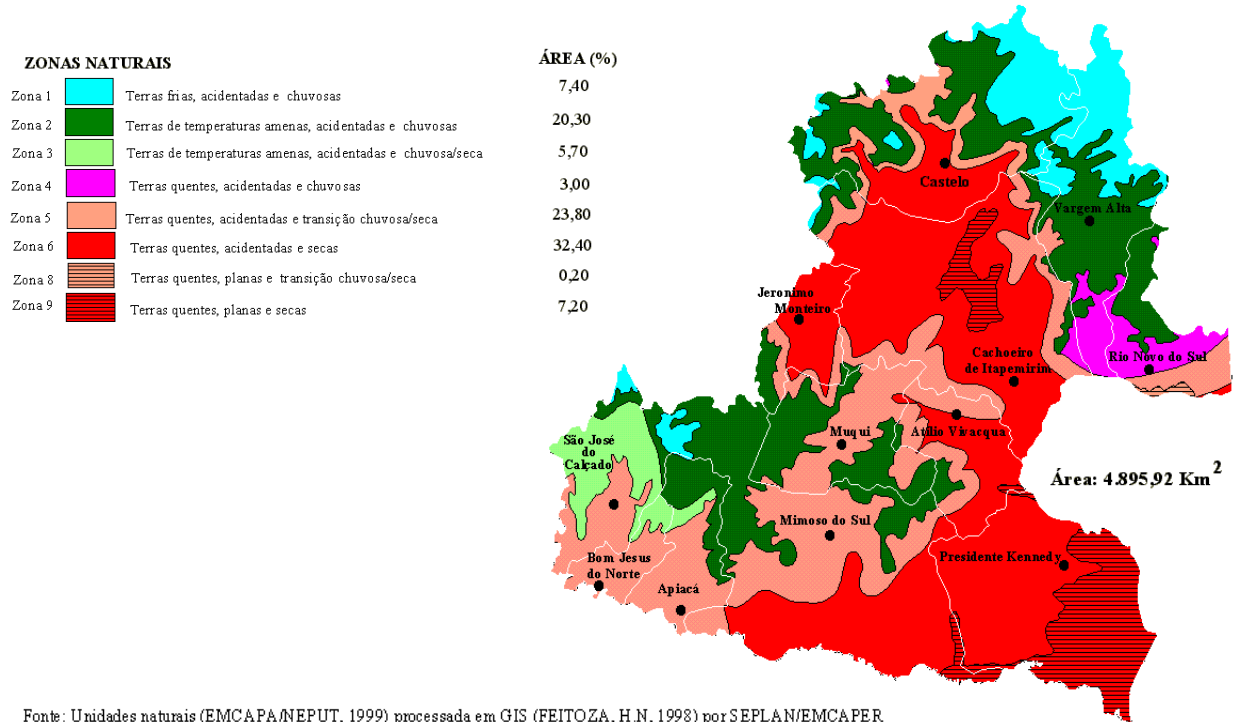 ZONAS NATURAIS
ÁREA (%)
Zona 1 Terras frias, acidentadas e chuvosas 7,40
Zona 2 Terras de temperaturas amenas, acidentadas e chuvosas 20,30
Zona 3 Terras de temperaturas amenas, acidentadas e chuvosa/seca 5,70
Zona 4 Terras quentes, acidentadas e chuvosas 3,00
Zona 5 Terras quentes, acidentadas e transição chuvosa/seca 23,80
Zona 6 Terras quentes, acidentadas e secas 32,40
Zona 8 Terras quentes, planas e transição chuvosa/seca 0,20
Zona 9 Terras quentes, planas e secas 7,20
Castelo
Vargem Alta
Jeronimo
Monteiro
Cachoeiro
de Itapemirim
Rio Novo do Sul
Atílio Vivacqua
Muqui
São José
do
Calçado
Área: 4.895,92 Km²
Mimoso do Sul
Presidente Kennedy
Bom Jesus
do Norte
Apiacá
Fonte: Unidades naturais (EMCAPA/NEPUT, 1999) processada em GIS (FEITOZA, H.N, 1998) por SEPLAN/EMCAPER